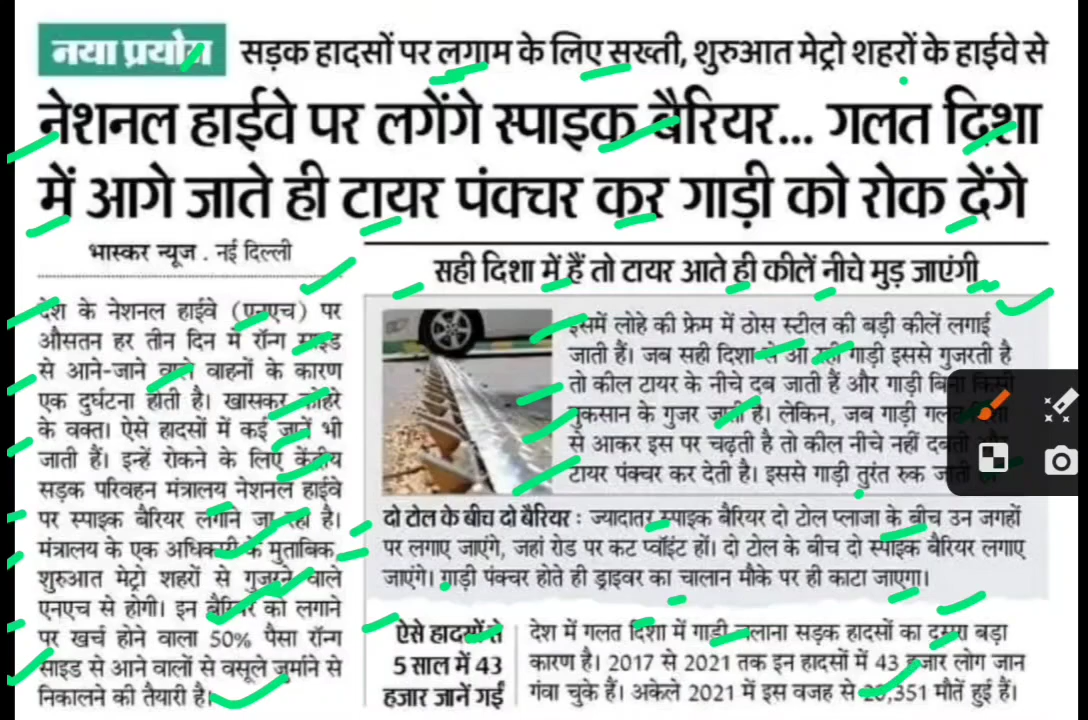 नया प्रयोग
सड़क हादसों पर लगाम के लिए सख्ती, शुरुआत मेट्रो शहरों के हाईवे से
नेशनल हाईवे पर लगेंगे स्पाइक बैरियर... गलत दिशा
में आगे जाते ही टायर पंक्चर कर गाड़ी को रोक देंगे
भास्कर न्यूज . नई दिल्ली
देश के नेशनल हाईवे (एनएच) पर
औसतन हर तीन दिन में रॉन्ग साइड
से आने-जाने वाले वाहनों के कारण
एक दुर्घटना होती है। खासकर कोहरे
के वक्त। ऐसे हादसों में कई जानें भी
जाती हैं। इन्हें रोकने के लिए केंद्रीय
सड़क परिवहन मंत्रालय नेशनल हाईवे
पर स्पाइक बैरियर लगाने जा रहा है।
मंत्रालय के एक अधिकारी के मुताबिक,
शुरुआत मेट्रो शहरों से गुजरने वाले
एनएच से होगी। इन बैरियर को लगाने
पर खर्च होने वाला 50% पैसा रॉन्ग
साइड से आने वालों से वसूले जुर्माने से
निकालने की तैयारी है।
सही दिशा में हैं तो टायर आते ही कीलें नीचे मुड़ जाएंगी
इसमें लोहे की फ्रेम में ठोस स्टील की बड़ी कीलें लगाई
जाती हैं। जब सही दिशा से आ रही गाड़ी इससे गुजरती है
तो कील टायर के नीचे दब जाती हैं और गाड़ी बिना किसी
नुकसान के गुजर जाती है। लेकिन, जब गाड़ी गलत
से आकर इस पर चढ़ती है तो कील नीचे नहीं
टायर पंक्चर कर देती है। इससे गाड़ी तुरंत रुक जाती
दो टोल के बीच दो बैरियर : ज्यादातर स्पाइक बैरियर दो टोल प्लाजा के बीच उन जगहों
पर लगाए जाएंगे, जहां रोड पर कट प्वॉइंट हों। दो टोल के बीच दो स्पाइक बैरियर लगाए
जाएंगे। गाड़ी पंक्चर होते ही ड्राइवर का चालान मौके पर ही काटा जाएगा।
ऐसे हादसों से
5 साल में 43
हजार जानें गईं
देश में गलत दिशा में गाड़ी चलाना सड़क हादसों का दूसरा बड़ा
कारण है। 2017 से 2021 तक इन हादसों में 43 हजार लोग जान
गंवा चुके हैं। अकेले 2021 में इस वजह से मौतें हुई हैं।